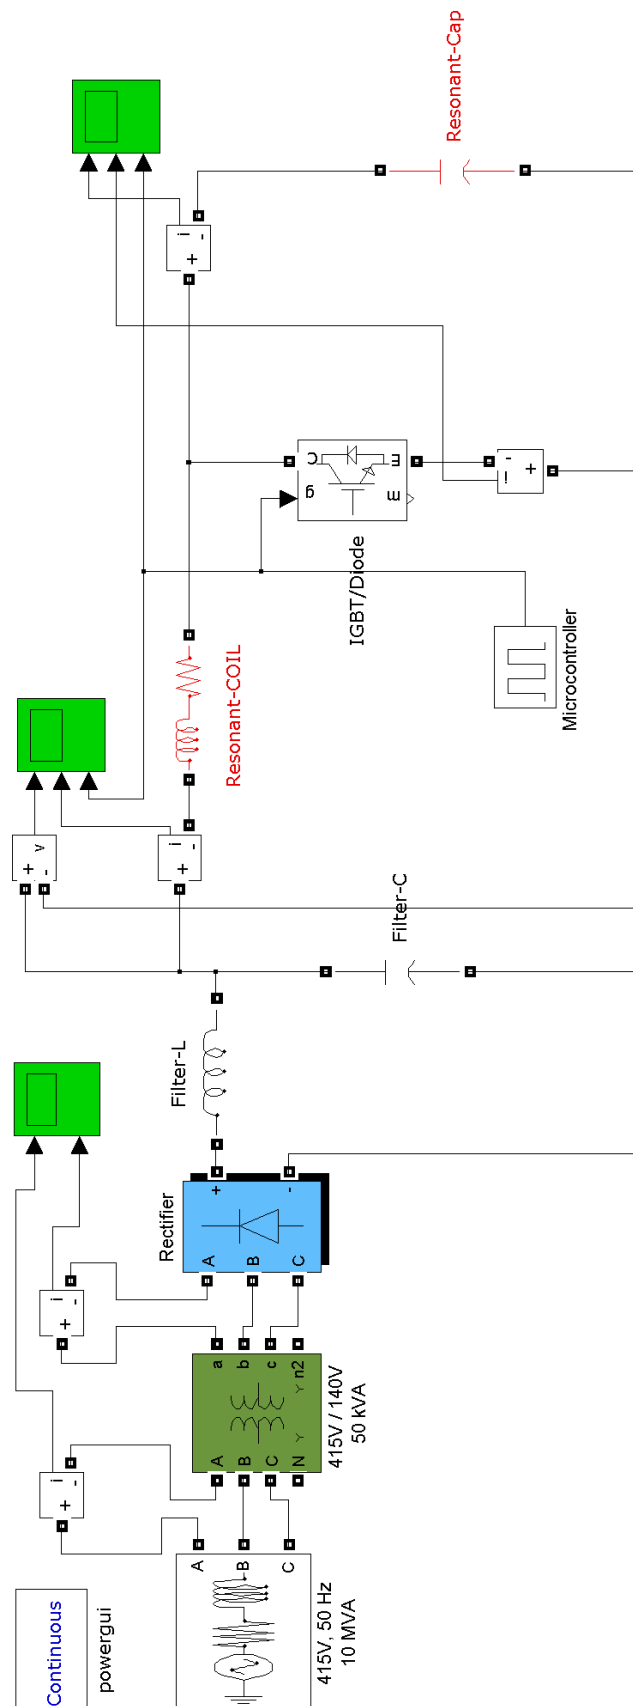 Continuous
powergui
A
B
C
415V, 50 Hz
10 MVA
i
+
-
A
B
C
N
a
b
c
n2
Y
Y
415V / 140V
50 kVA
i
+
-
A
B
C
+
-
Rectifier
Filter-L
Filter-C
v
+
-
i
+
-
Resonant-COIL
Microcontroller
g
C
E
m
IGBT/Diode
i
+
-
i
+
-
Resonant-Cap